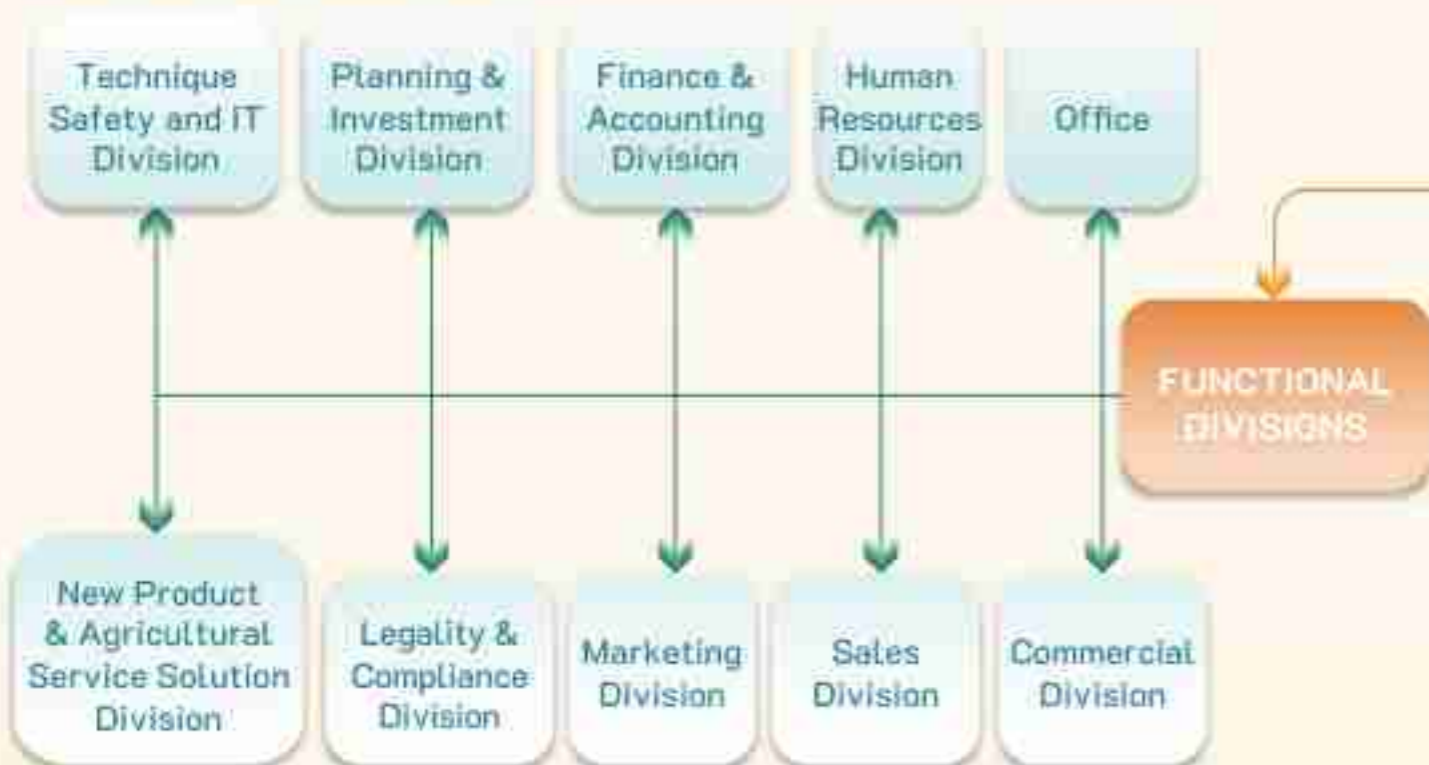 Technique
Safety and IT
Division
Planning &
Investment
Division
Finance &
Accounting
Division
Human
Resources
Division
Office
FUNCTIONAL
DIVISIONS
New Product
& Agricultural
Service Solution
Division
Legality &
Compliance
Division
Marketing
Division
Sales
Division
Commercial
Division